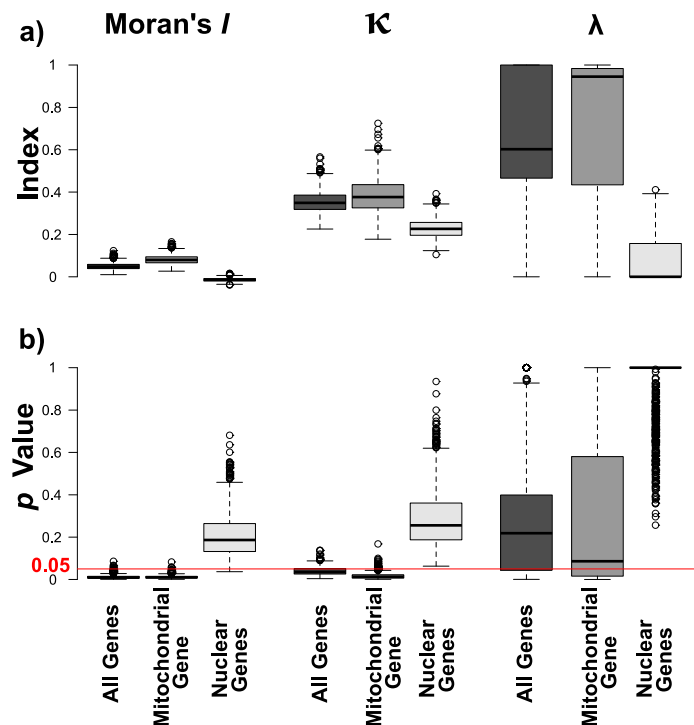 Moran's I K λ
a)
1
0.8
0.6
0.4
0.2
0
Index
b)
1
0.8
0.6
0.4
0.2
0.05
0
p Value
All Genes
Mitochondrial
Gene
Nuclear
Genes
All Genes
Mitochondrial
Gene
Nuclear
Genes
All Genes
Mitochondrial
Gene
Nuclear
Genes